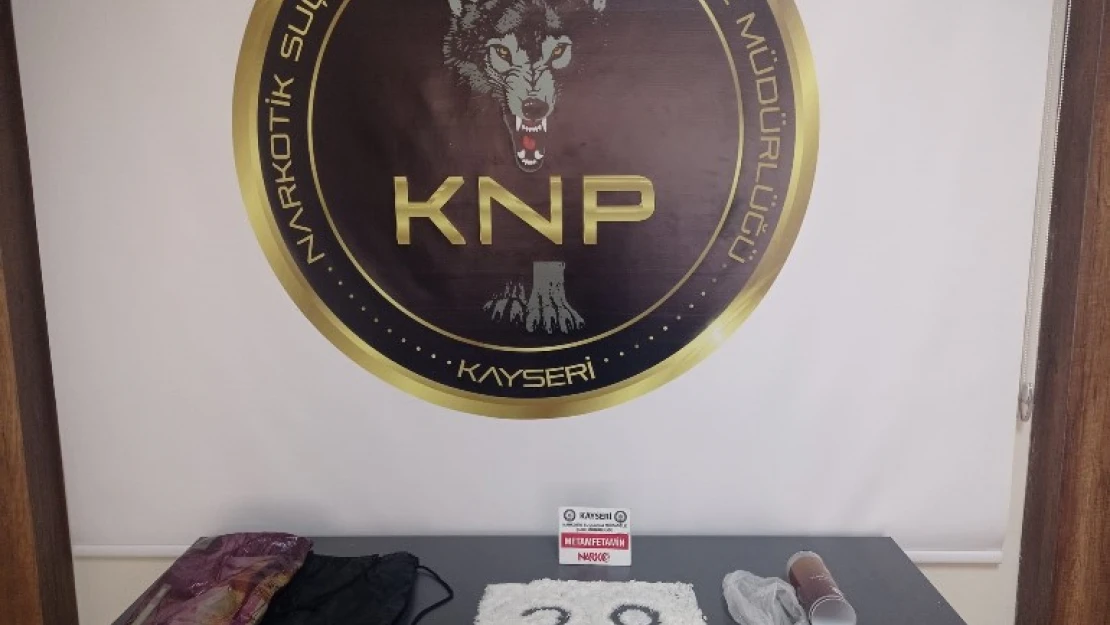 NARKOTİK SUÇ
MÜDÜRLÜĞÜ
KNP
KAYSERİ
KAYSERİ
METAMFETAMİN
NARKO